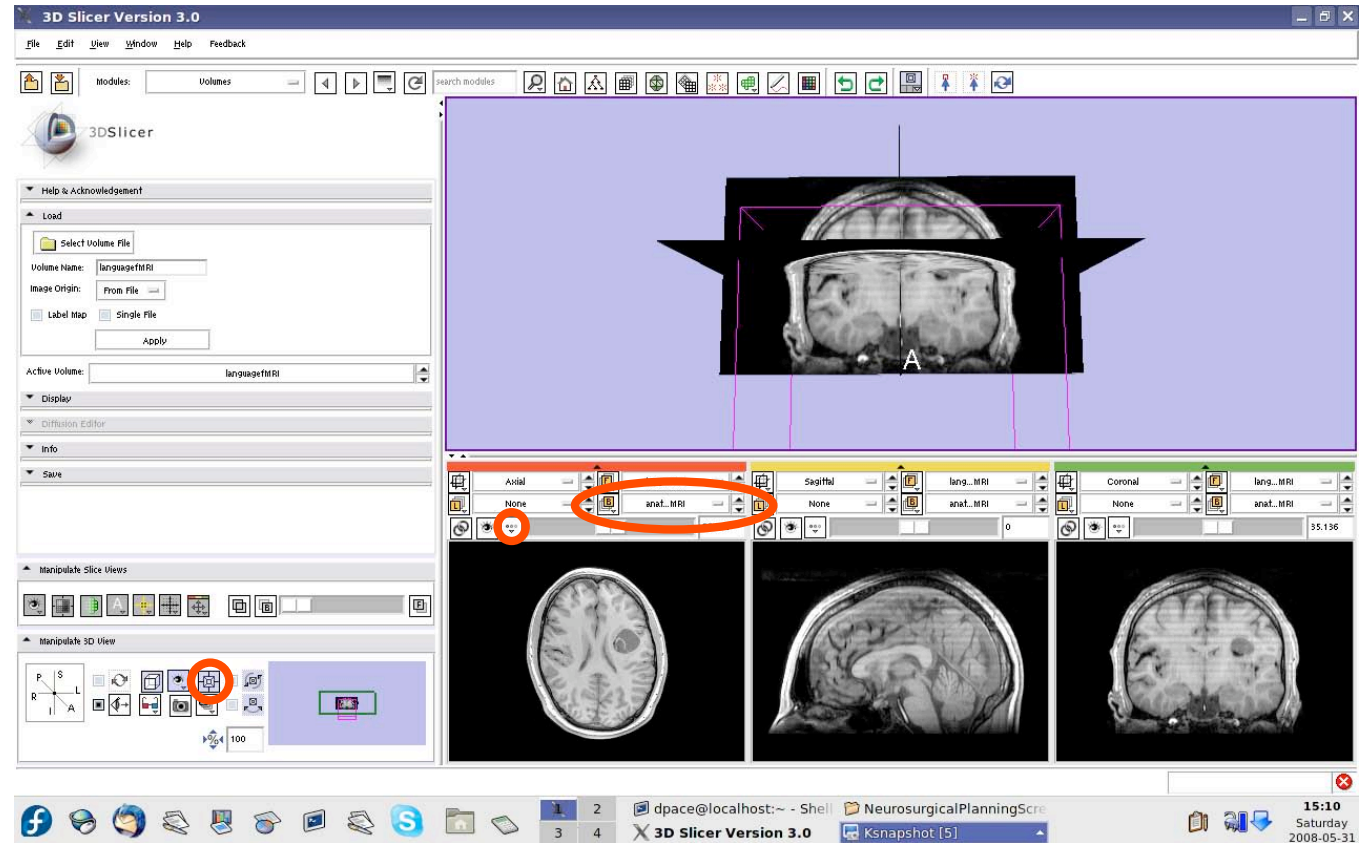 3D Slicer Version 3.0
File Edit View Window Help Feedback
Modules: Volumes search modules
3DSlicer
Help & Acknowledgement
Load
Select Volume File
Volume Name: languagefMRI
Image Origin: From File
Label Map Single File
Apply
Active Volume: languagefMRI
Display
Diffusion Editor
Info
Save
A
Axial F
Sagittal F lang...MRI
Coronal F lang...MRI
L None B anat...MRI
L None B anat...MRI
L None B anat...MRI
0
35.136
Manipulate Slice Views
A B F
Manipulate 3D View
P S
R L
I A
% 100
1 2
3 4
dpace@localhost:~ - Shell
NeurosurgicalPlanningScre
3D Slicer Version 3.0
Ksnapshot [5]
15:10
Saturday
2008-05-31